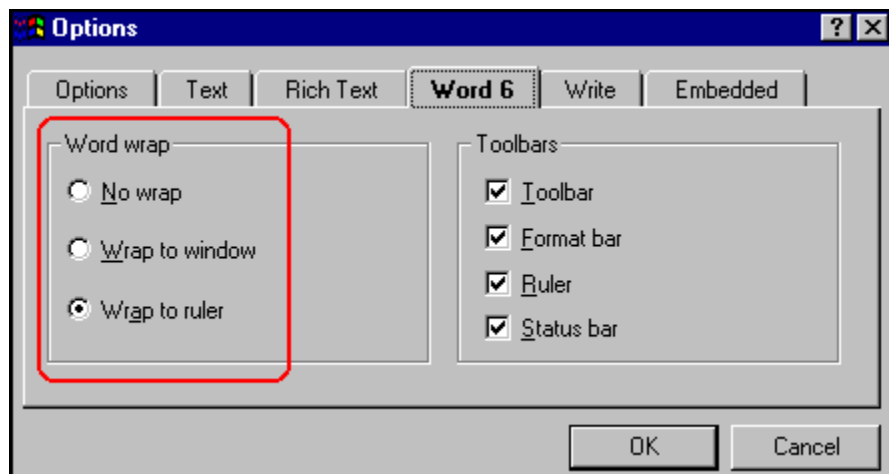 Options
?
Options Text Rich Text Word 6 Write Embedded
Word wrap
No wrap
Wrap to window
Wrap to ruler
Toolbars
Toolbar
Format bar
Ruler
Status bar
OK Cancel